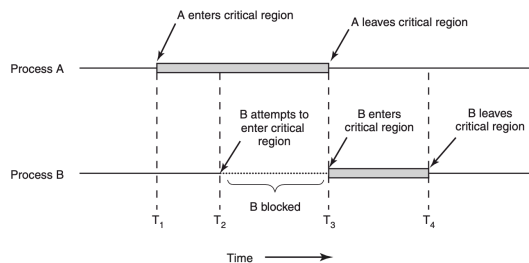 A enters critical region
A leaves critical region
Process A
B attempts to
enter critical
region
B enters
critical region
B leaves
critical region
Process B
B blocked
T1
T2
T3
T4
Time